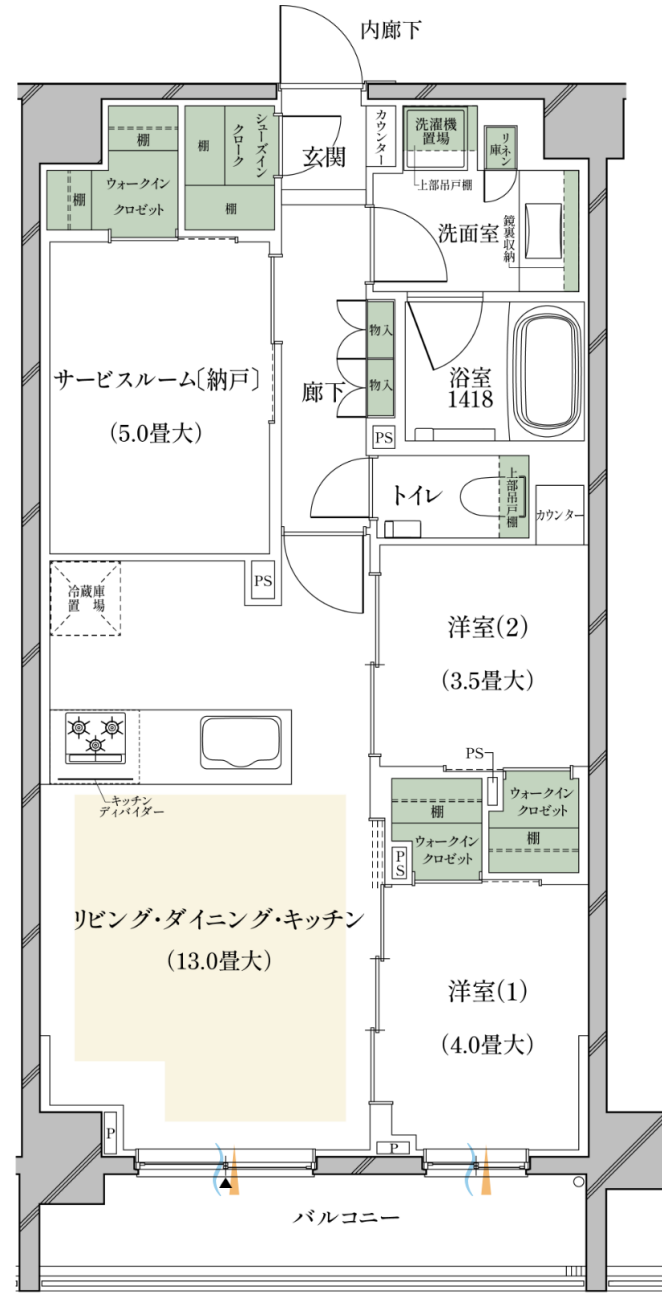 内廊下
玄関
カウンター
シューズイン
クローク
棚
棚
棚
ウォークイン
クロゼット
棚
洗濯機
置場
上部吊戸棚
リネン
庫
洗面室
鏡裏収納
サービスルーム〔納戸〕
(5.0畳大)
廊下
物入
物入
PS
浴室
1418
トイレ
上部吊戸棚
カウンター
冷蔵庫
置場
PS
洋室(2)
(3.5畳大)
キッチン
ディバイダー
PS
ウォークイン
クロゼット
棚
棚
ウォークイン
クロゼット
PS
リビング・ダイニング・キッチン
(13.0畳大)
洋室(1)
(4.0畳大)
P
P
バルコニー